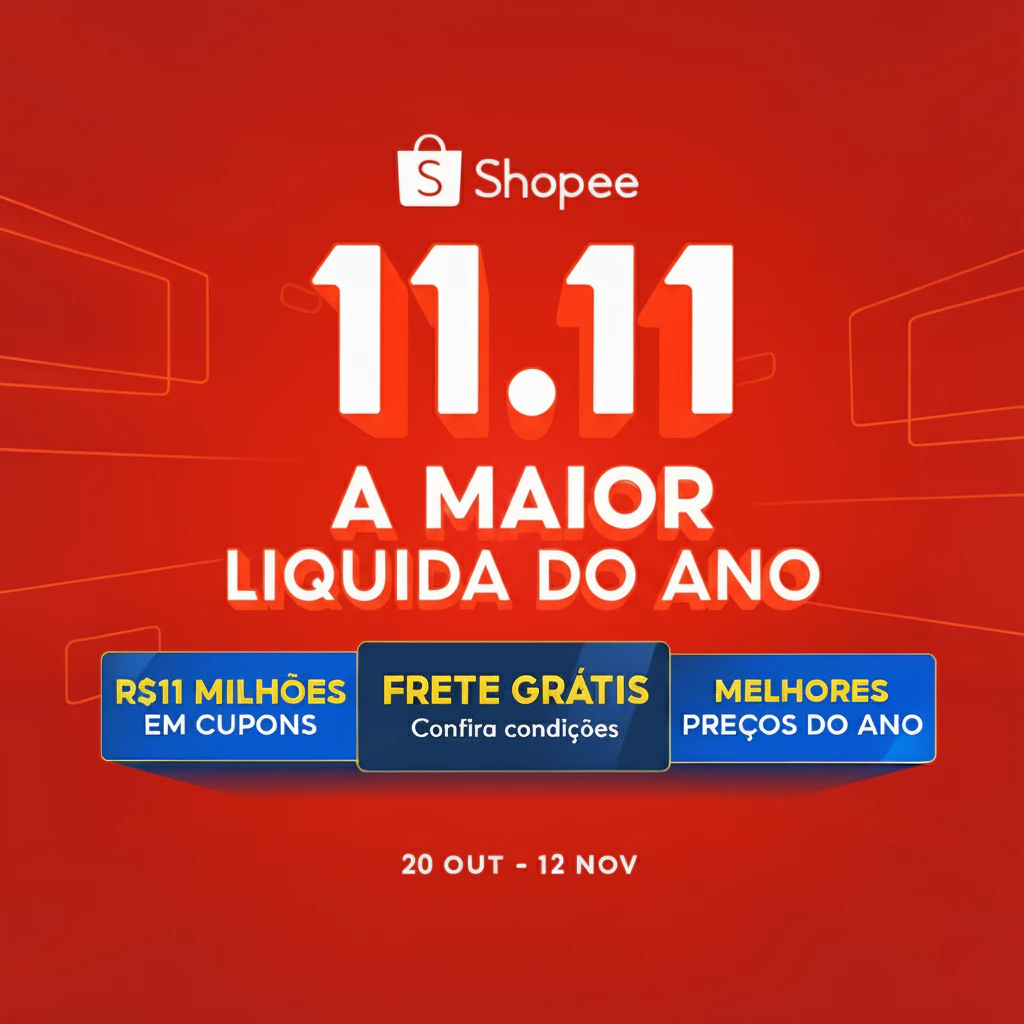 S Shopee
11.11
A MAIOR
LIQUIDA DO ANO
R$11 MILHÕES
EM CUPONS
FRETE GRÁTIS
Confira condições
MELHORES
PREÇOS DO ANO
20 OUT - 12 NOV